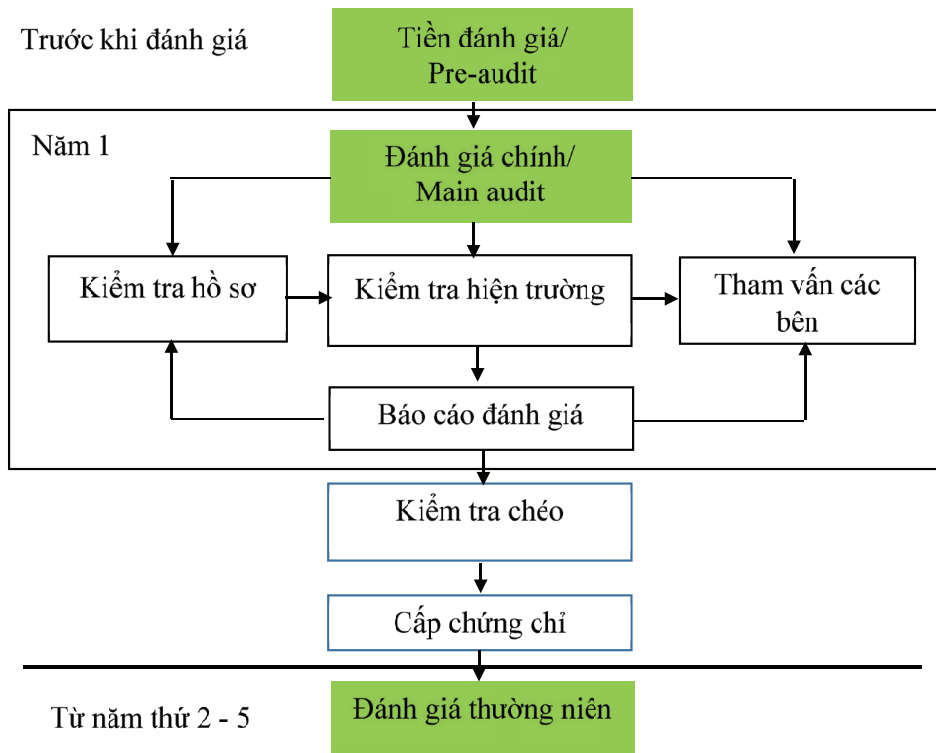 Trước khi đánh giá
Tiền đánh giá/
Pre-audit
Năm 1
Đánh giá chính/
Main audit
Kiểm tra hồ sơ
Kiểm tra hiện trường
Tham vấn các
bên
Báo cáo đánh giá
Kiểm tra chéo
Cấp chứng chỉ
Từ năm thứ 2 - 5
Đánh giá thường niên